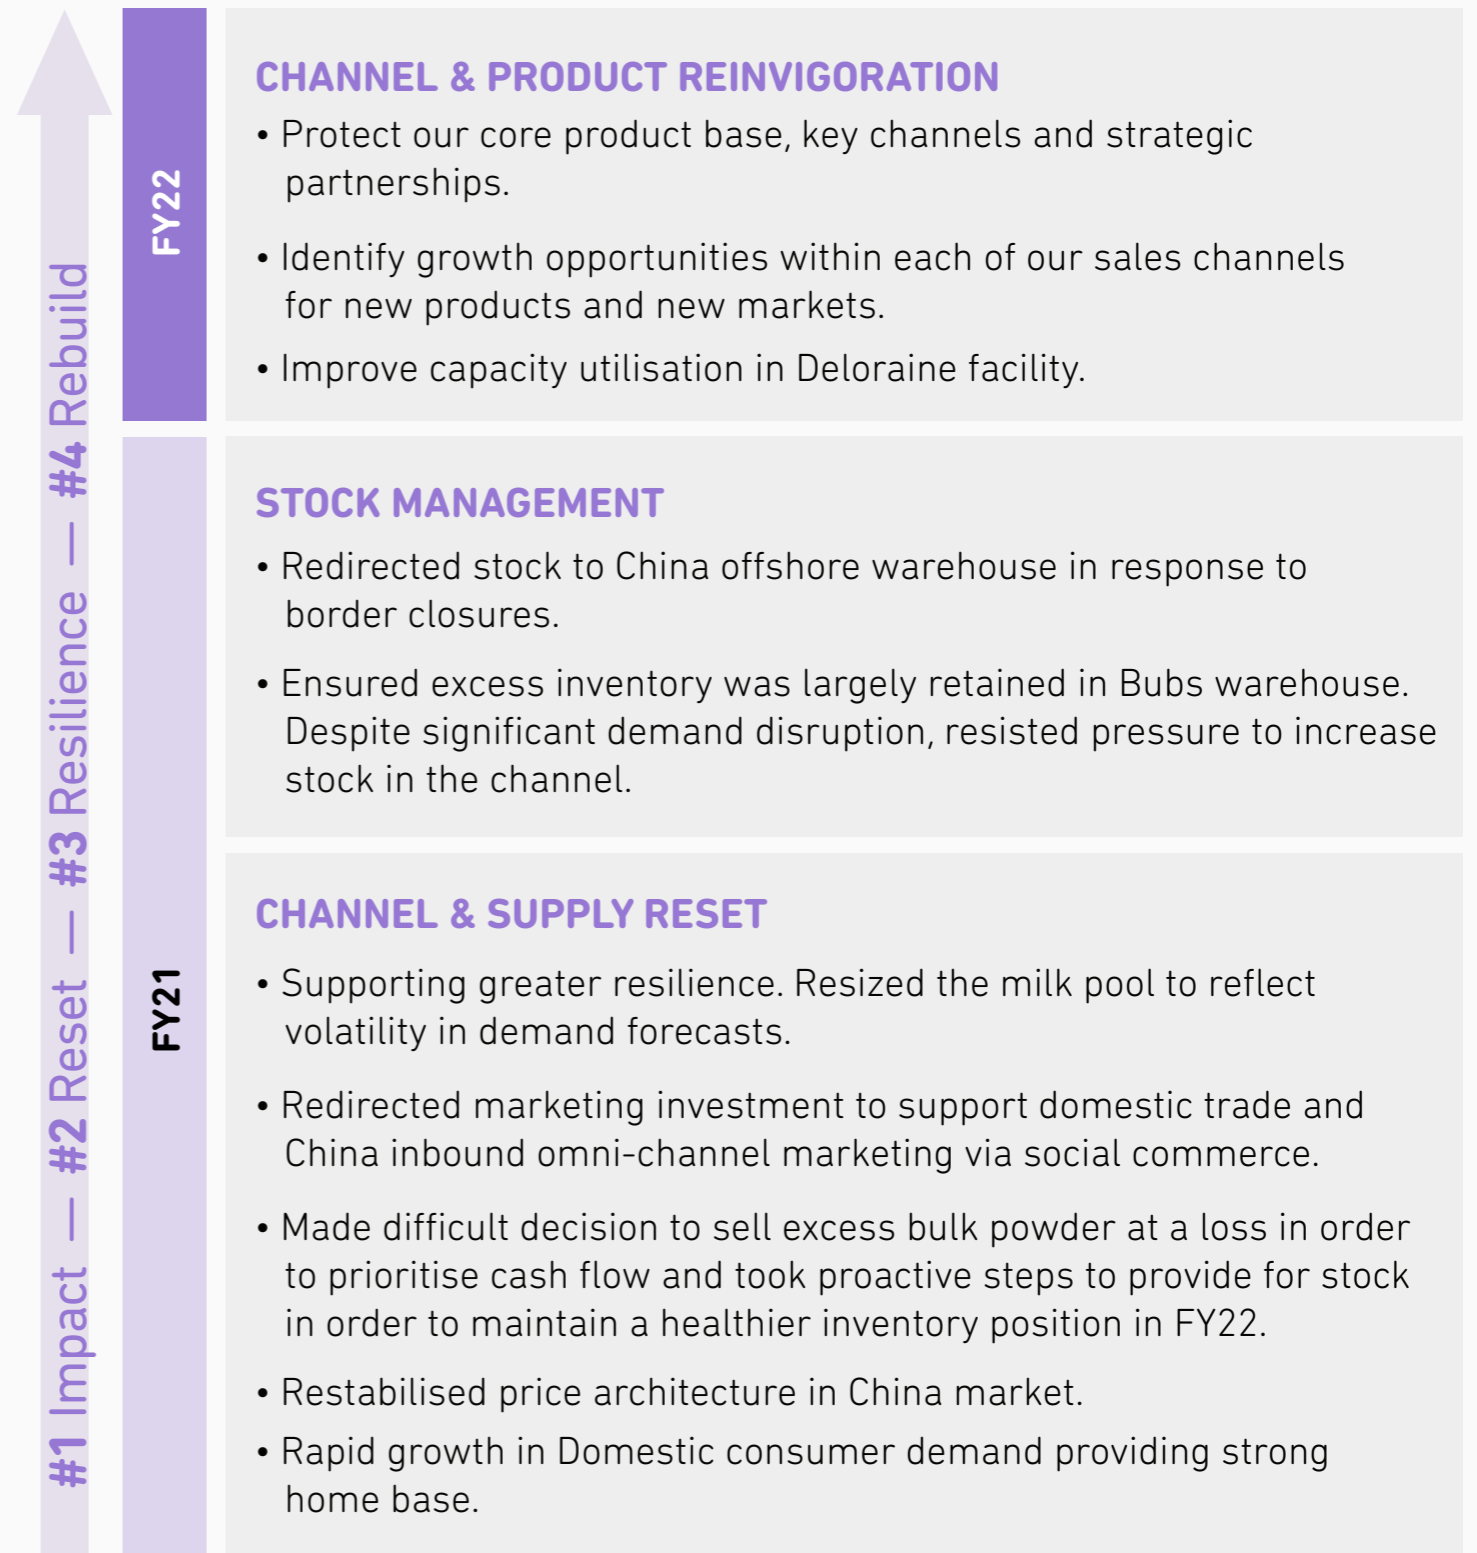 #1 Impact — #2 Reset — #3 Resilience — #4 Rebuild
FY22
CHANNEL & PRODUCT REINVIGORATION
• Protect our core product base, key channels and strategic
partnerships.
• Identify growth opportunities within each of our sales channels
for new products and new markets.
• Improve capacity utilisation in Deloraine facility.
FY21
STOCK MANAGEMENT
• Redirected stock to China offshore warehouse in response to
border closures.
• Ensured excess inventory was largely retained in Bubs warehouse.
Despite significant demand disruption, resisted pressure to increase
stock in the channel.
CHANNEL & SUPPLY RESET
• Supporting greater resilience. Resized the milk pool to reflect
volatility in demand forecasts.
• Redirected marketing investment to support domestic trade and
China inbound omni-channel marketing via social commerce.
• Made difficult decision to sell excess bulk powder at a loss in order
to prioritise cash flow and took proactive steps to provide for stock
in order to maintain a healthier inventory position in FY22.
• Restabilised price architecture in China market.
• Rapid growth in Domestic consumer demand providing strong
home base.